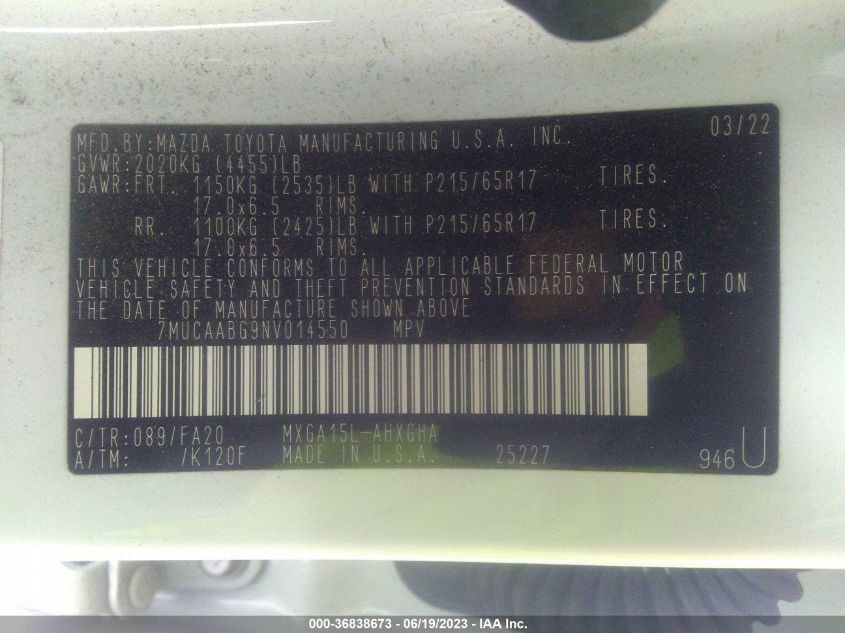 MFD.BY:MAZDA TOYOTA MANUFACTURING U.S.A. INC. 03/22
GVWR:2020KG (4455)LB
GAWR:FRT. 1150KG (2535)LB WITH P215/65R17 TIRES.
17.0x6.5 RIMS.
RR. 1100KG (2425)LB WITH P215/65R17 TIRES.
17.0x6.5 RIMS.
THIS VEHICLE CONFORMS TO ALL APPLICABLE FEDERAL MOTOR
VEHICLE SAFETY AND THEFT PREVENTION STANDARDS IN EFFECT ON
THE DATE OF MANUFACTURE SHOWN ABOVE
7MUCAABG9NV014550 MPV
C/TR:089/FA20 MXGA15L-AHXGHA
A/TM: /K120F MADE IN U.S.A. 25227 946 U
000-36838673 - 06/19/2023 - IAA Inc.